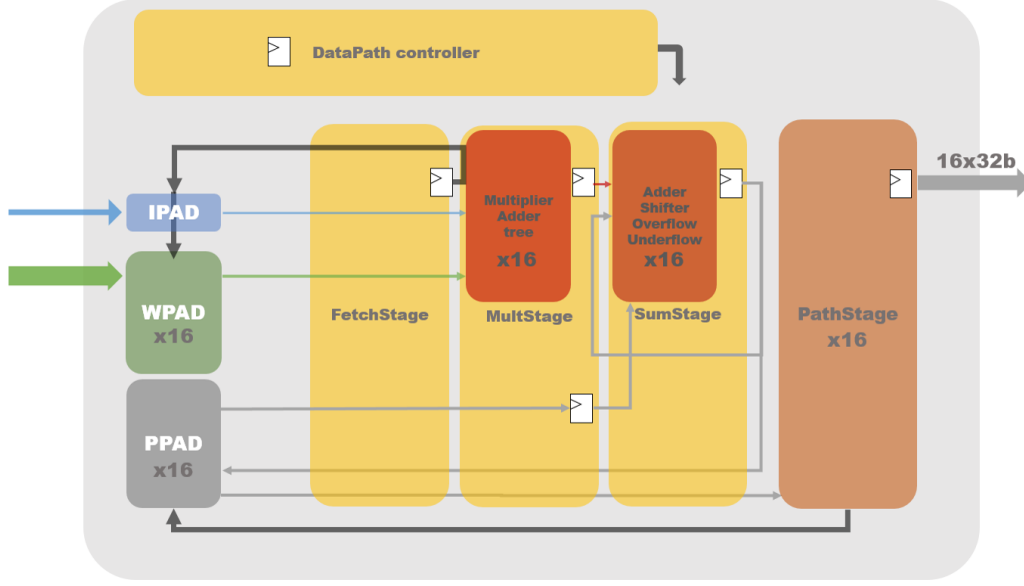 DataPath controller
16x32b
IPAD
WPAD
x16
PPAD
x16
FetchStage
Multiplier
Adder
tree
x16
MultStage
Adder
Shifter
Overflow
Underflow
x16
SumStage
PathStage
x16